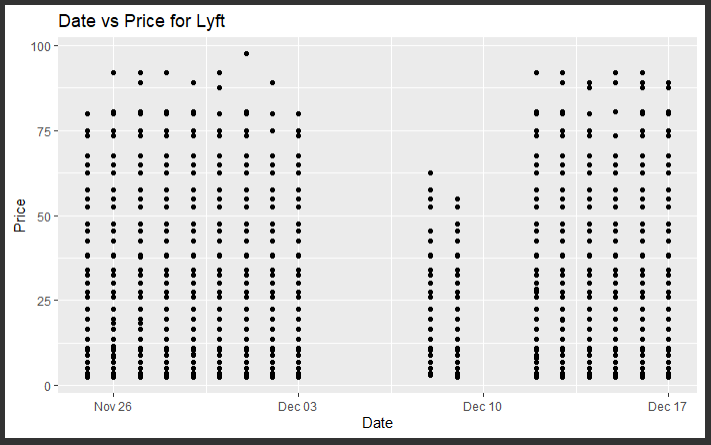 Date vs Price for Lyft
100
75
50
25
0
Price
Nov 26 Dec 03 Dec 10 Dec 17
Date